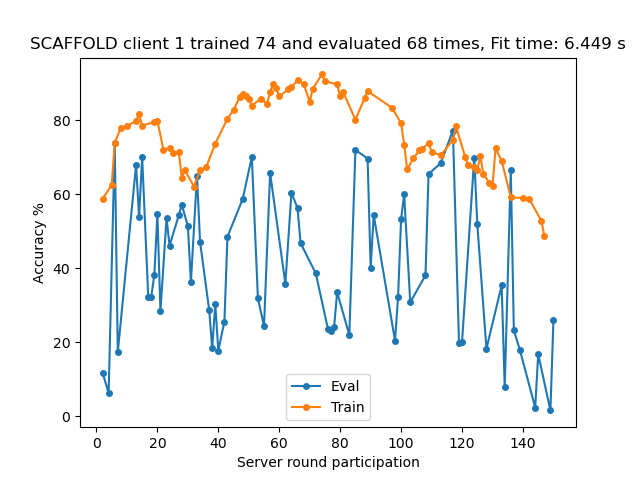 SCAFFOLD client 1 trained 74 and evaluated 68 times, Fit time: 6.449 s
80
60
40
20
0
Accuracy %
Eval
Train
0 20 40 60 80 100 120 140
Server round participation